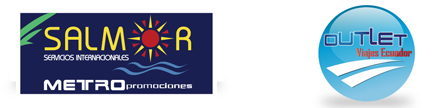 SALMOR
SERVICIOS INTERNACIONALES
METROpromociones
OUTLET
Viajes Ecuador